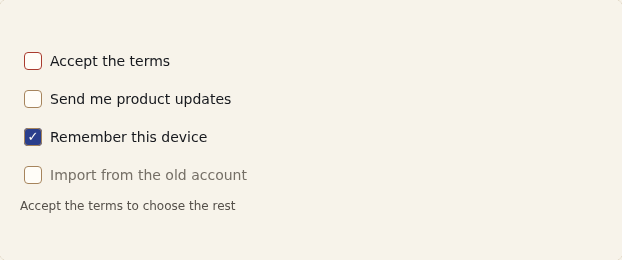 Accept the terms
Send me product updates
Remember this device
Import from the old account
Accept the terms to choose the rest